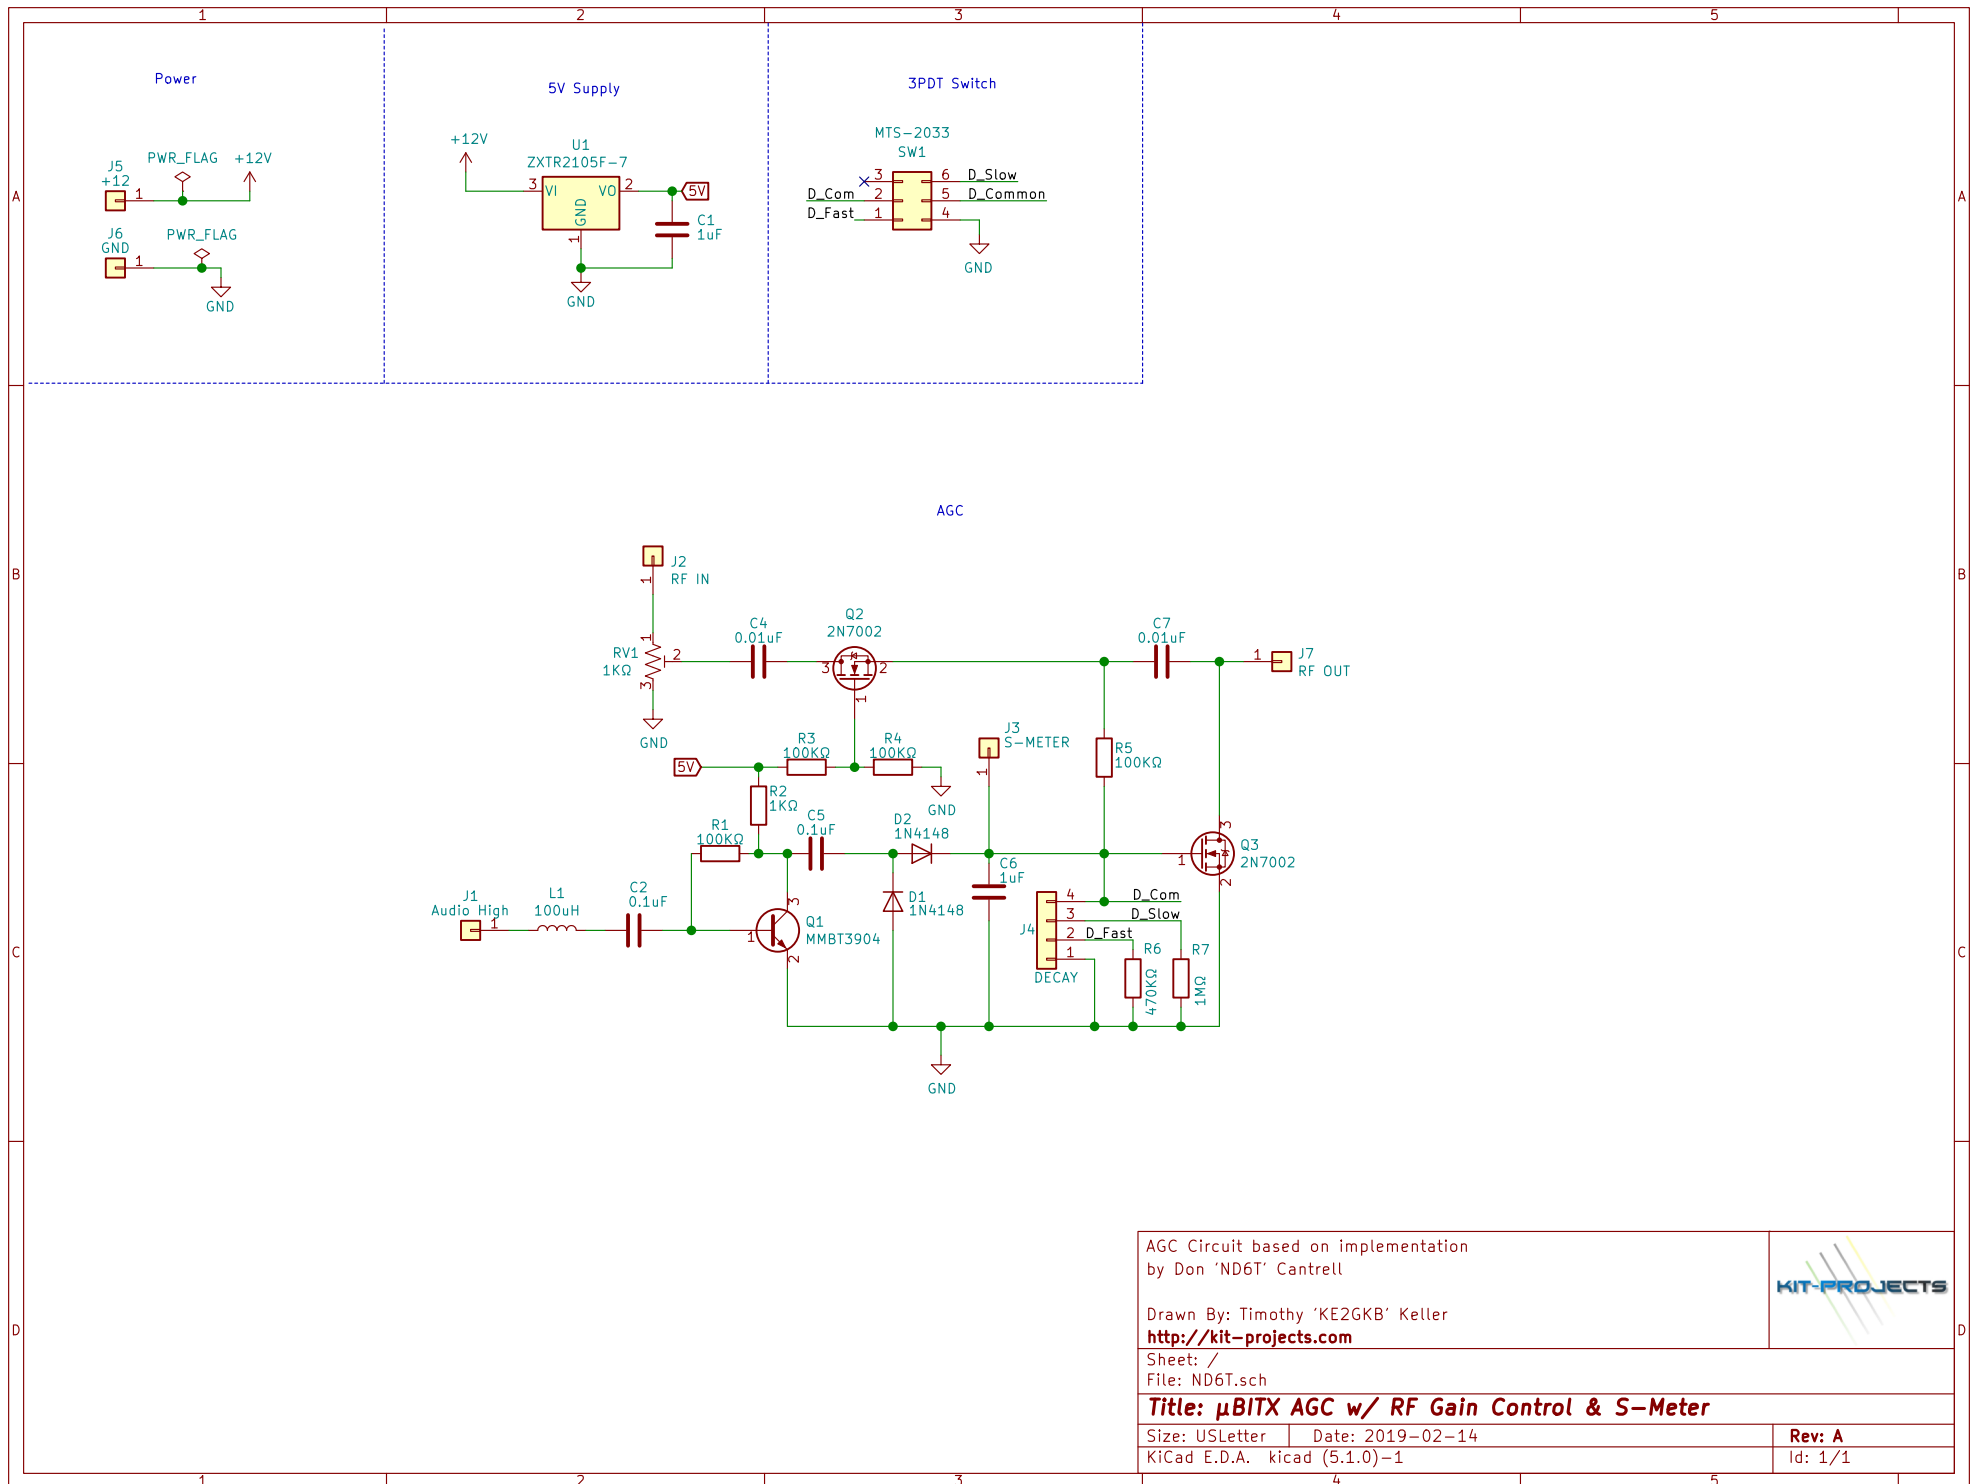 1 2 3 4 5
A A
B B
C C
D D
Power
J5
+12
1
PWR_FLAG
+12V
J6
GND
1
PWR_FLAG
GND
5V Supply
+12V
U1
ZXTR2105F-7
3 VI
VO 2
GND
1
5V
C1
1uF
GND
3PDT Switch
MTS-2033
SW1
3
2
1
6
5
4
D_Com
D_Fast
D_Slow
D_Common
GND
AGC
J2
RF IN
1
RV1
1KΩ
1
2
3
GND
C4
0.01uF
Q2
2N7002
3
2
1
C7
0.01uF
1
J7
RF OUT
5V
R3
100KΩ
R4
100KΩ
GND
J3
S-METER
1
R5
100KΩ
R2
1KΩ
R1
100KΩ
C5
0.1uF
D2
1N4148
C6
1uF
3
1
2
Q3
2N7002
J1
Audio High
1
L1
100uH
C2
0.1uF
1
3
2
Q1
MMBT3904
D1
1N4148
J4
DECAY
4
3
2
1
D_Com
D_Slow
D_Fast
R6
470KΩ
R7
1MΩ
GND
AGC Circuit based on implementation
by Don 'ND6T' Cantrell
Drawn By: Timothy 'KE2GKB' Keller
http://kit-projects.com
KIT-PROJECTS
Sheet: /
File: ND6T.sch
Title: µBITX AGC w/ RF Gain Control & S-Meter
Size: USLetter
Date: 2019-02-14
Rev: A
KiCad E.D.A. kicad (5.1.0)-1
Id: 1/1
1 2 3 4 5